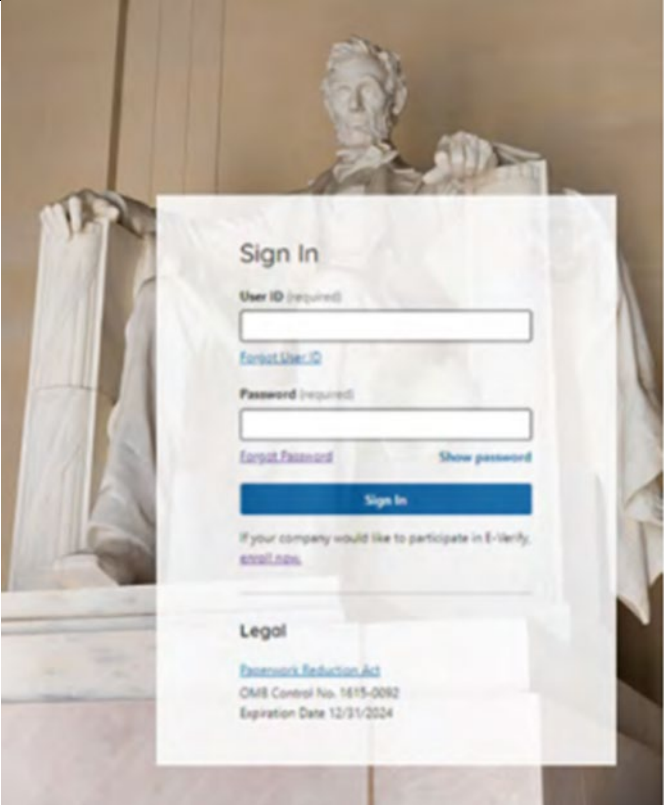 Sign In
User ID (required)
Forgot User ID
Password (required)
Forgot Password Show password
Sign In
If your company would like to participate in E-Verify,
enroll now.
Legal
Paperwork Reduction Act
OMB Control No. 1615-0092
Expiration Date 12/31/2024